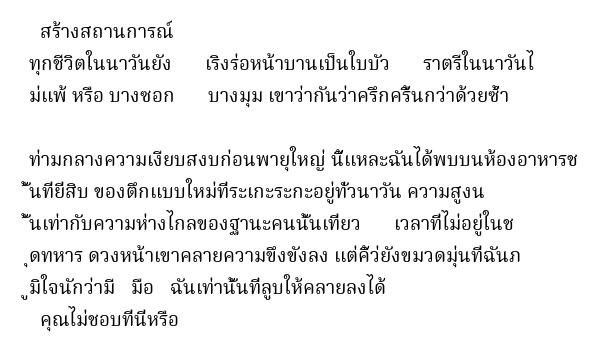 สร้างสถานการณ์
ทุกชีวิตในนาวันยัง เริงร่อหน้าบานเป็นใบบัว ราตรีในนาวันไ
ม่แพ้ หรือ บางซอก บางมุม เขาว่ากันว่าครึกครื้นกว่าด้วยซ้ำ
ท่ามกลางความเงียบสงบก่อนพายุใหญ่ นี่แหละฉันได้พบบนห้องอาหารช
ั้นที่ยี่สิบ ของตึกแบบใหม่ที่ระเกะระกะอยู่ทั่วนาวัน ความสูงน
ั้นเท่ากับความห่างไกลของฐานะคนนั้นเทียว เวลาที่ไม่อยู่ในช
ุดทหาร ดวงหน้าเขาคลายความขึงขังลง แต่คิ้วยังขมวดมุ่นที่ฉันภ
ูมิใจนักว่ามี มือ ฉันเท่านั้นที่ลูบให้คลายลงได้
คุณไม่ชอบที่นี่หรือ